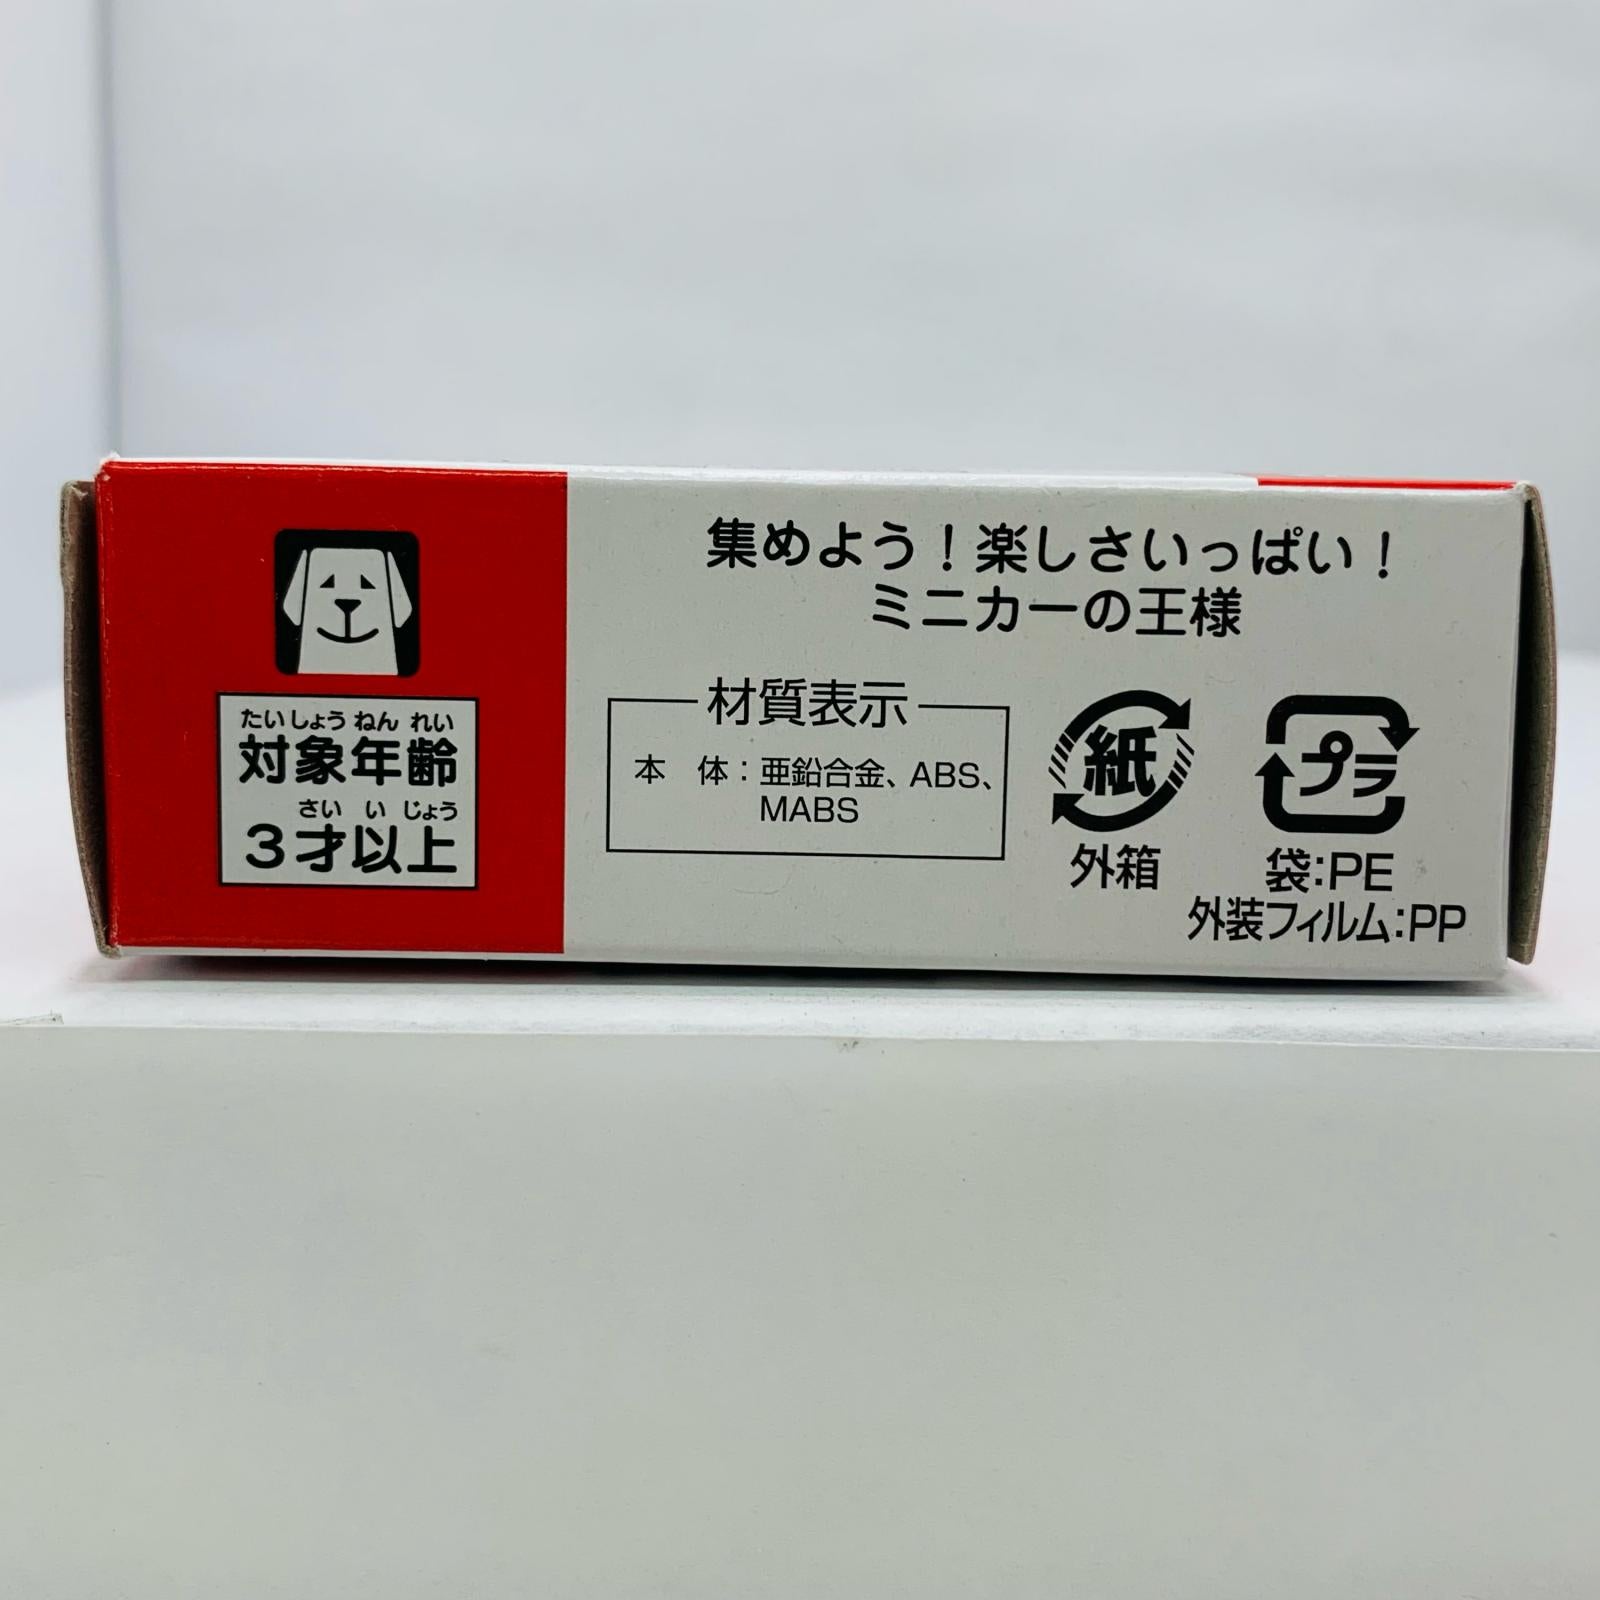 たいしょうねんれい
対象年齢
さいいじょう
3才以上
集めよう！楽しさいっぱい！
ミニカーの王様
材質表示
本 体：亜鉛合金、ABS、
MABS
紙
外箱
プラ
袋：PE
外装フィルム：PP